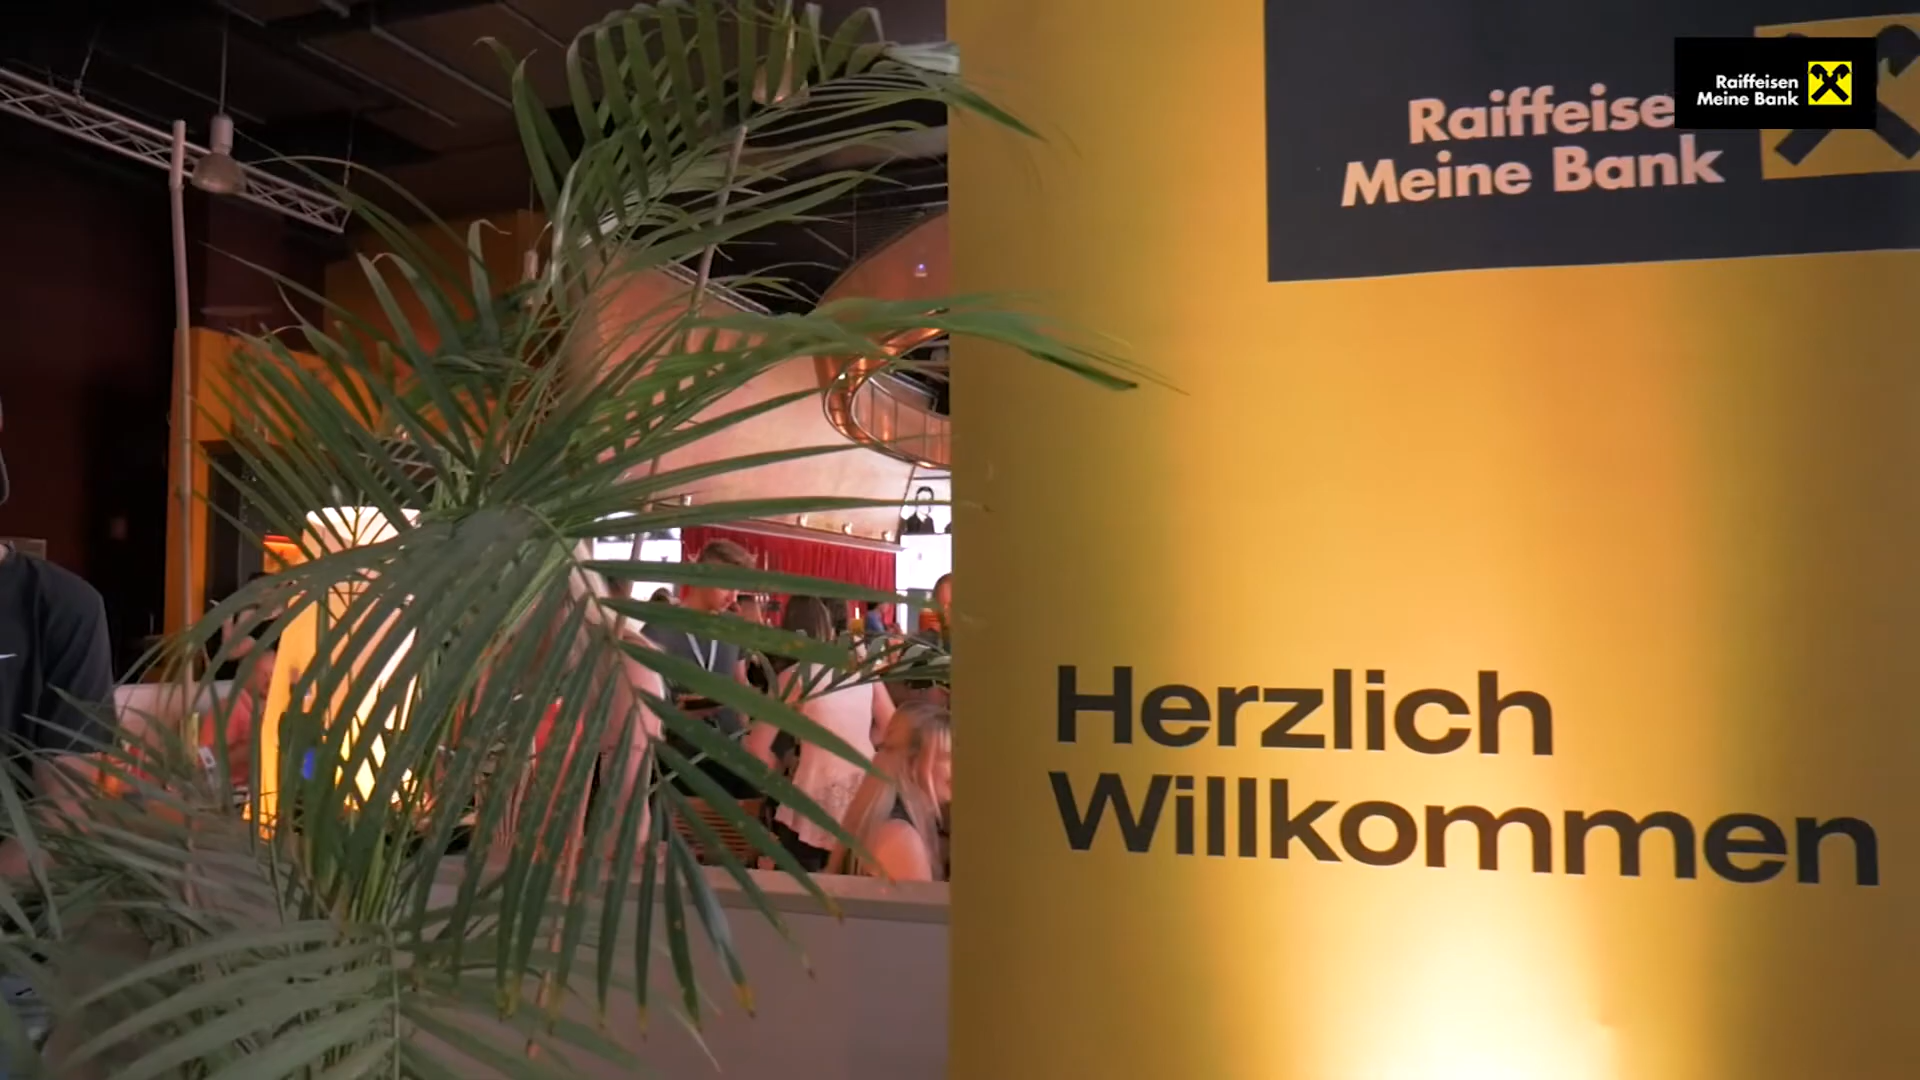 Raiffeise
Meine Bank
Raiffeisen
Meine Bank
Herzlich
Willkommen